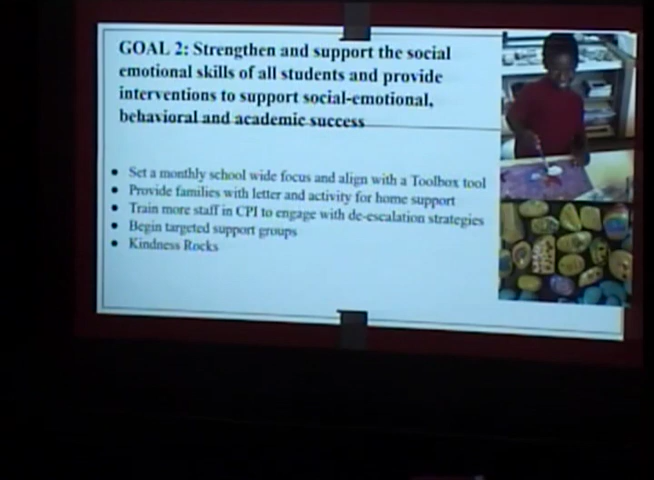 GOAL 2: Strengthen and support the social
emotional skills of all students and provide
interventions to support social-emotional,
behavioral and academic success
• Set a monthly school wide focus and align with a Toolbox tool
• Provide families with letter and activity for home support
• Train more staff in CPI to engage with de-escalation strategies
• Begin targeted support groups
• Kindness Rocks